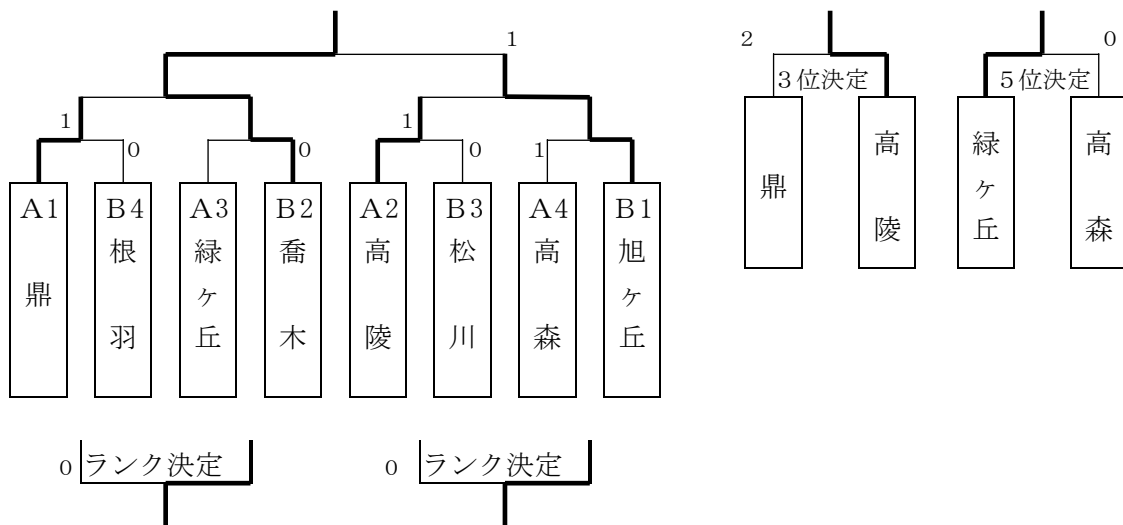 1
2
0
3位決定
5位決定
1
1
0
0
0
1
A1
鼎
B4
根羽
A3
緑ヶ丘
B2
喬木
A2
高陵
B3
松川
A4
高森
B1
旭ヶ丘
鼎
高陵
緑ヶ丘
高森
0
ランク決定
0
ランク決定